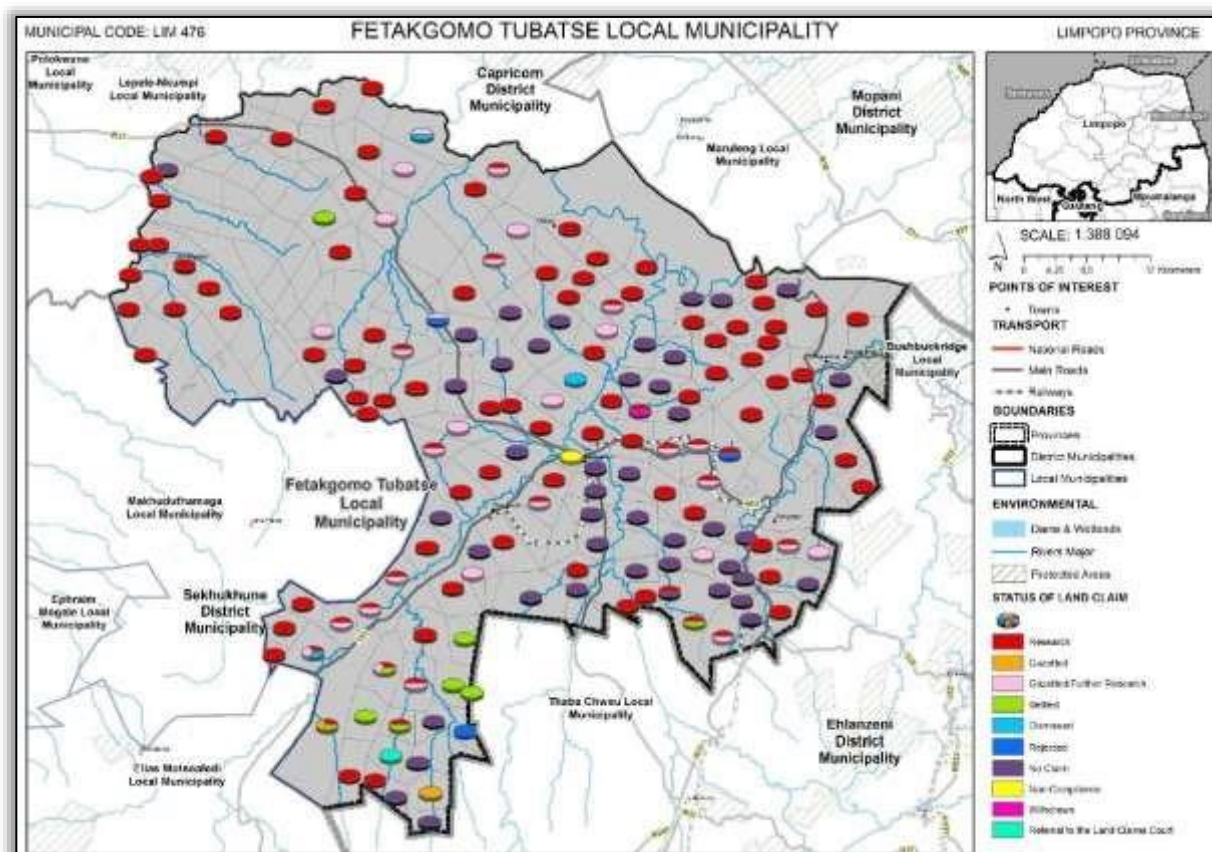 MUNICIPAL CODE: LIM 476
FETAKGOMO TUBATSE LOCAL MUNICIPALITY
LIMPOPO PROVINCE
Polokwane
Local
Municipality
Lepele-Nkumpi
Local Municipality
Capricorn
District
Municipality
Mopani
District
Municipality
Maruleng Local
Municipality
Bushbuckridge
Local
Municipality
Makhuduthamaga
Local Municipality
Fetakgomo Tubatse
Local
Municipality
Ephraim
Mogale Local
Municipality
Sekhukhune
District
Municipality
Elias Motsoaledi
Local Municipality
Thaba Chweu Local
Municipality
Ehlanzeni
District
Municipality
Limpopo
North West
Gauteng
Mpumalanga
SCALE: 1:388 094
N
Kilometers
POINTS OF INTEREST
Towns
TRANSPORT
National Roads
Main Roads
Railways
BOUNDARIES
Provinces
District Municipalities
Local Municipalities
ENVIRONMENTAL
Dams & Wetlands
Rivers Major
Protected Areas
STATUS OF LAND CLAIM
Research
Gazetted
Gazetted Further Research
Settled
Dismissed
Rejected
No Claim
Non Compliance
Withdrawn
Referral to the Land Claims Court